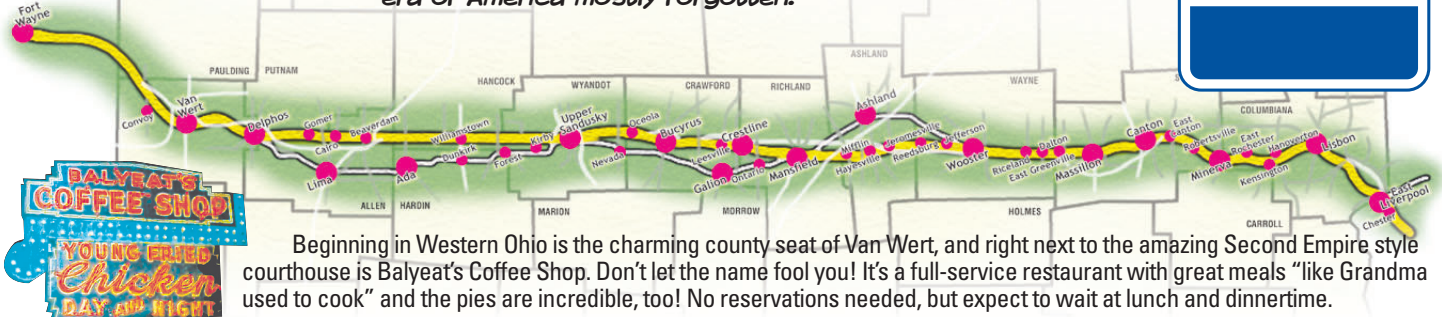 era of America mostly forgotten.
Fort
Wayne
PAULDING
PUTNAM
HANCOCK
WYANDOT
CRAWFORD
RICHLAND
ASHLAND
WAYNE
COLUMBIANA
Convoy
Van
Wert
Delphos
Gomer
Cairo
Beaverdam
Lima
Ada
Williamstown
Dunkirk
Forest
Kirby
Upper
Sandusky
Nevada
Oceola
Bucyrus
Leesville
Crestline
Galion
Ontario
Mansfield
Ashland
Mifflin
Hayesville
Jeromesville
Reedsburg
Jefferson
Wooster
Riceland
Dalton
East Greenville
Massillon
Canton
East
Canton
Robertsville
Minerva
East
Rochester
Kensington
Hanoverton
Lisbon
East
Liverpool
Chester
ALLEN
HARDIN
MARION
MORROW
HOLMES
CARROLL
BALYEAT'S
COFFEE SHOP
YOUNG FRIED
Chicken
DAY AND NIGHT
Beginning in Western Ohio is the charming county seat of Van Wert, and right next to the amazing Second Empire style
courthouse is Balyeat's Coffee Shop. Don't let the name fool you! It's a full-service restaurant with great meals “like Grandma
used to cook” and the pies are incredible, too! No reservations needed, but expect to wait at lunch and dinnertime.